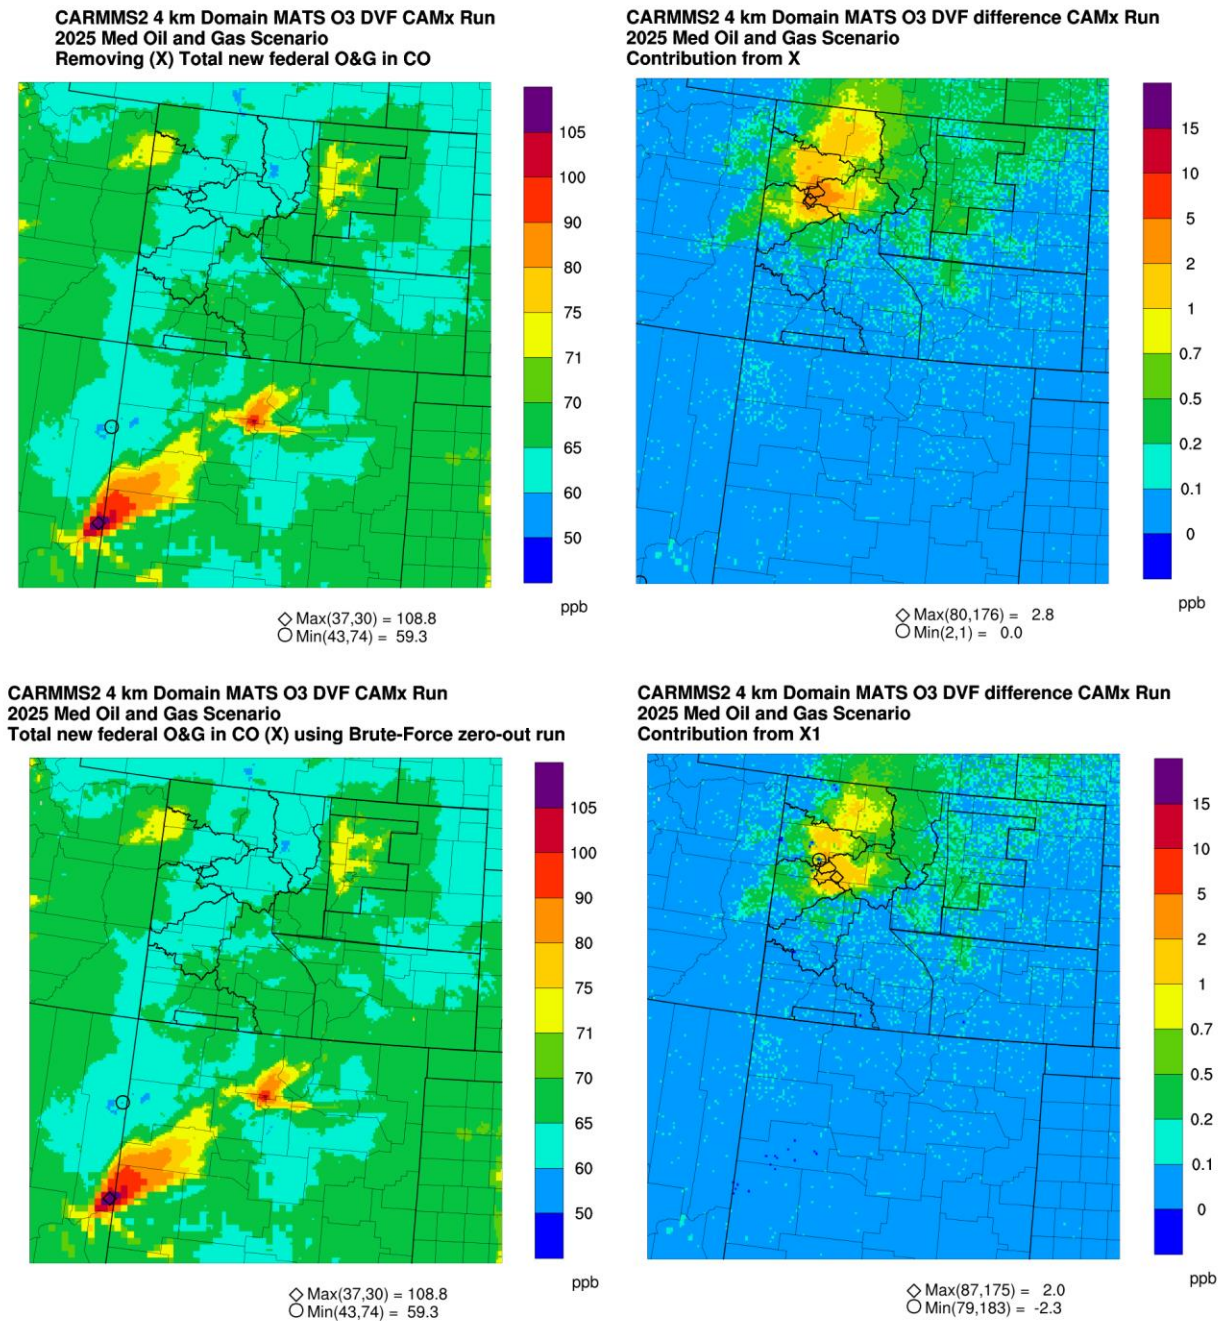 CARMMS2 4 km Domain MATS O3 DVF CAMx Run
2025 Med Oil and Gas Scenario
Removing (X) Total new federal O&G in CO
105
100
90
80
75
71
70
65
60
50
ppb
Max(37,30) = 108.8
Min(43,74) = 59.3
CARMMS2 4 km Domain MATS O3 DVF difference CAMx Run
2025 Med Oil and Gas Scenario
Contribution from X
15
10
5
2
1
0.7
0.5
0.2
0.1
0
ppb
Max(80,176) = 2.8
Min(2,1) = 0.0
CARMMS2 4 km Domain MATS O3 DVF CAMx Run
2025 Med Oil and Gas Scenario
Total new federal O&G in CO (X) using Brute-Force zero-out run
105
100
90
80
75
71
70
65
60
50
ppb
Max(37,30) = 108.8
Min(43,74) = 59.3
CARMMS2 4 km Domain MATS O3 DVF difference CAMx Run
2025 Med Oil and Gas Scenario
Contribution from X1
15
10
5
2
1
0.7
0.5
0.2
0.1
0
ppb
Max(87,175) = 2.0
Min(79,183) = -2.3